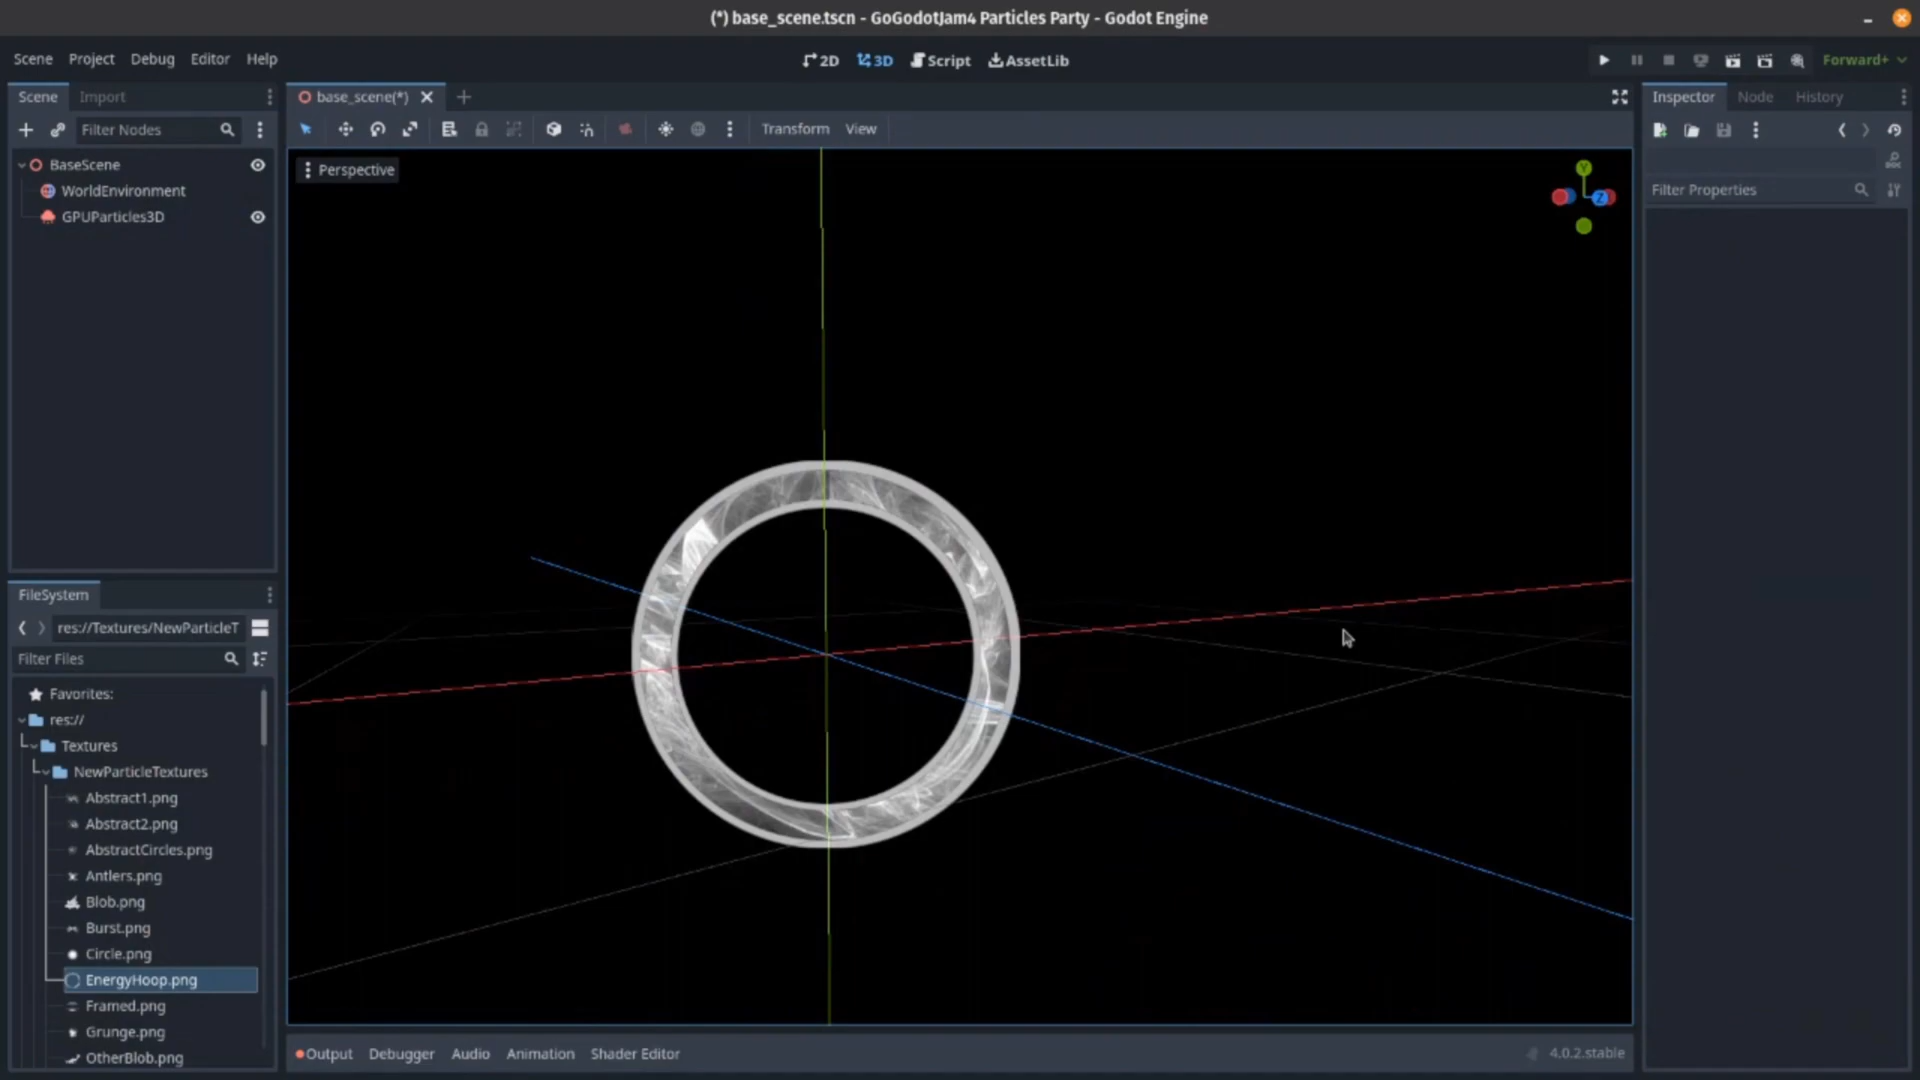 (*) base_scene.tscn - GoGodotJam4 Particles Party - Godot Engine
Scene Project Debug Editor Help
2D 3D Script AssetLib
Forward+
Scene Import
base_scene(*)
Inspector Node History
Filter Nodes
Transform View
BaseScene
WorldEnvironment
GPUParticles3D
Perspective
Y
Z
Filter Properties
FileSystem
res://Textures/NewParticleT
Filter Files
Favorites:
res://
Textures
NewParticleTextures
Abstract1.png
Abstract2.png
AbstractCircles.png
Antlers.png
Blob.png
Burst.png
Circle.png
EnergyHoop.png
Framed.png
Grunge.png
OtherBlob.png
Output Debugger Audio Animation Shader Editor
4.0.2.stable